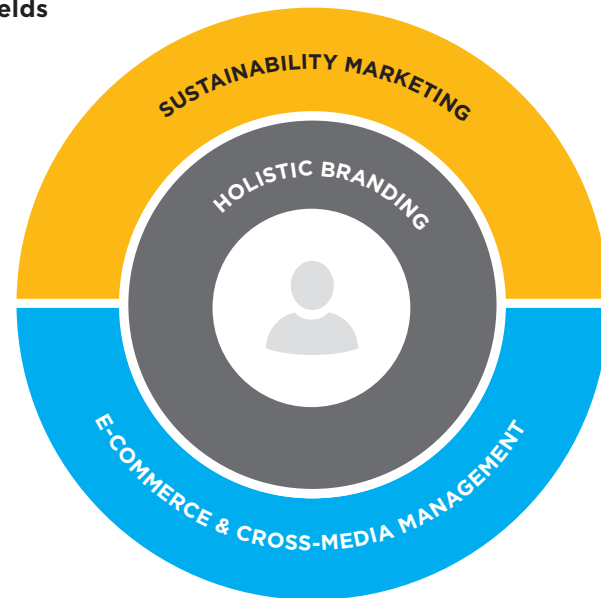 elds
SUSTAINABILITY MARKETING
HOLISTIC BRANDING
E-COMMERCE & CROSS-MEDIA MANAGEMENT